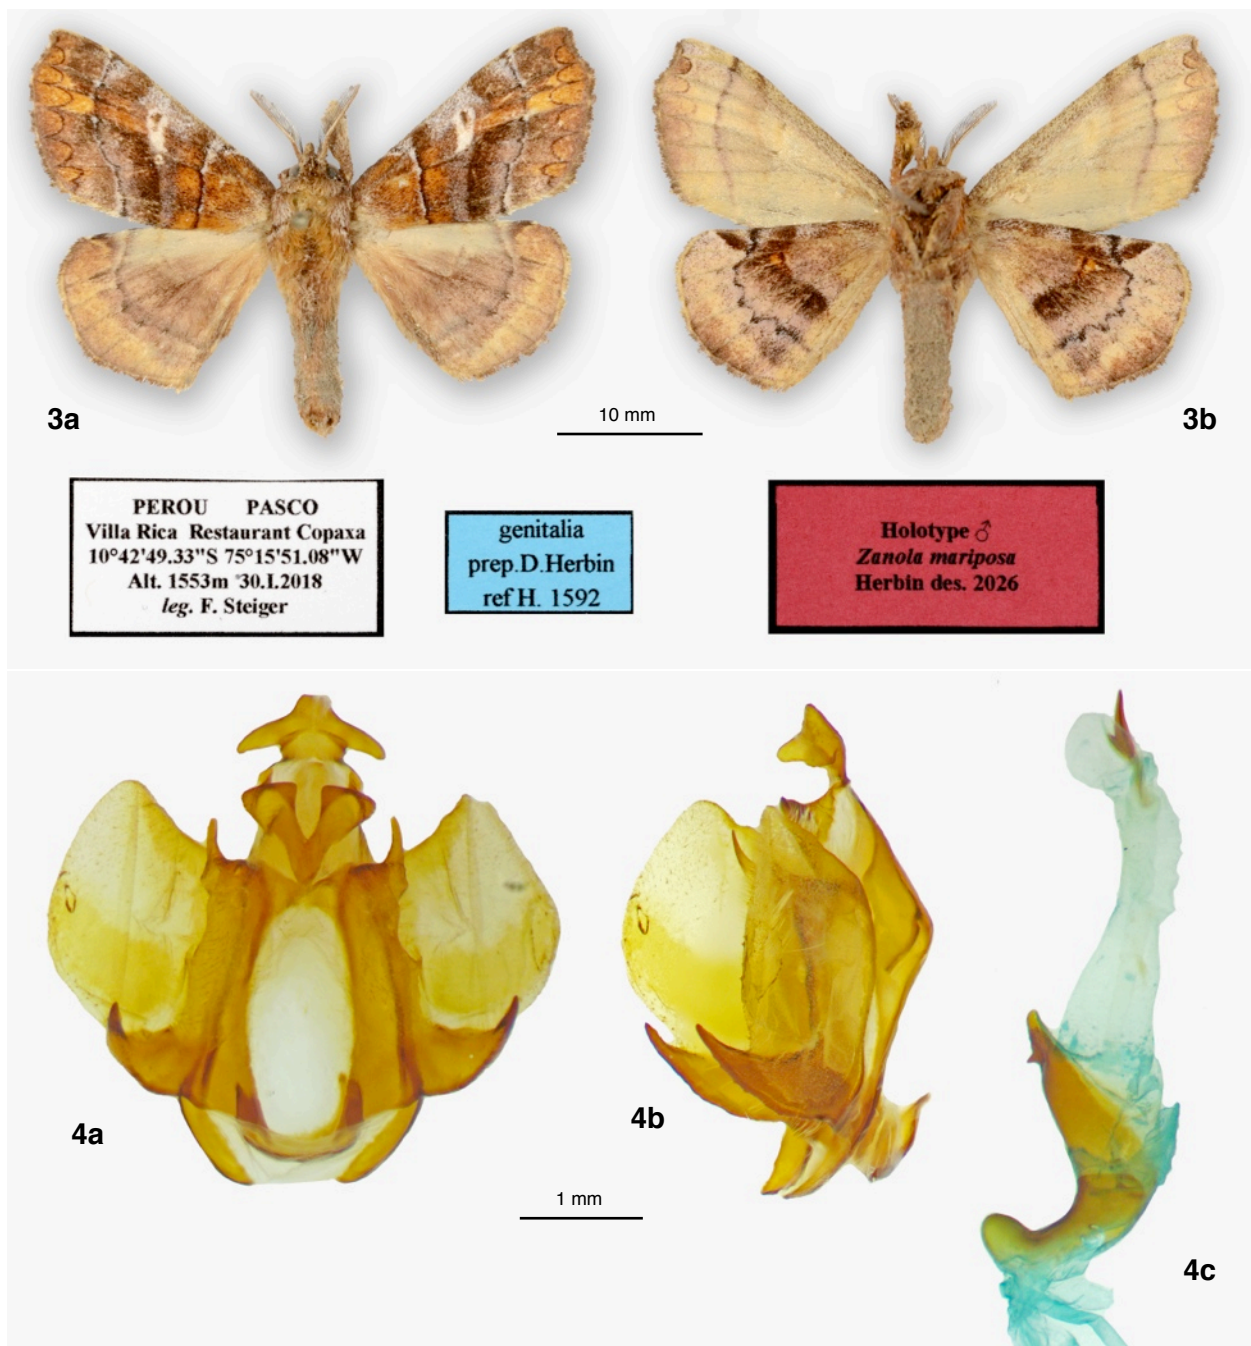 3a
10 mm
3b
PEROU PASCO
Villa Rica Restaurant Copaxa
10°42'49.33"S 75°15'51.08"W
Alt. 1553m 30.I.2018
leg. F. Steiger
genitalia
prep.D.Herbin
ref H. 1592
Holotype ♂
Zanola mariposa
Herbin des. 2026
4a
4b
1 mm
4c